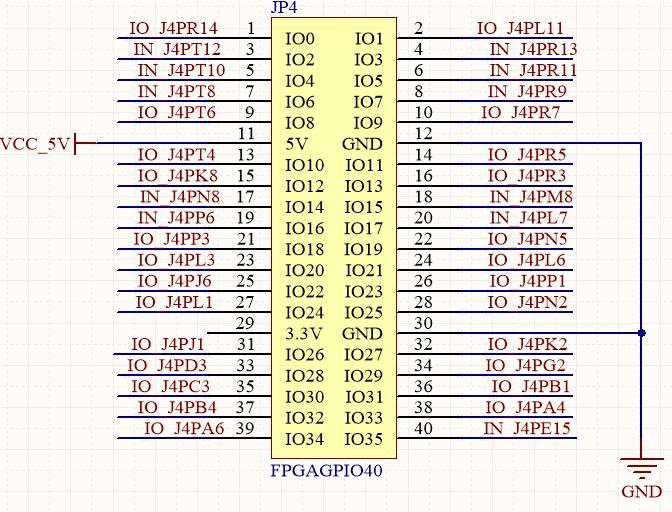 JP4
IO_J4PR14 1 IO0 IO1 2 IO_J4PL11
IN_J4PT12 3 IO2 IO3 4 IN_J4PR13
IN_J4PT10 5 IO4 IO5 6 IN_J4PR11
IN_J4PT8 7 IO6 IO7 8 IN_J4PR9
IO_J4PT6 9 IO8 IO9 10 IO_J4PR7
VCC_5V 11 5V GND 12
IO_J4PT4 13 IO10 IO11 14 IO_J4PR5
IO_J4PK8 15 IO12 IO13 16 IO_J4PR3
IN_J4PN8 17 IO14 IO15 18 IN_J4PM8
IN_J4PP6 19 IO16 IO17 20 IN_J4PL7
IO_J4PP3 21 IO18 IO19 22 IO_J4PN5
IO_J4PL3 23 IO20 IO21 24 IO_J4PL6
IO_J4PJ6 25 IO22 IO23 26 IO_J4PP1
IO_J4PL1 27 IO24 IO25 28 IO_J4PN2
29 3.3V GND 30
IO_J4PJ1 31 IO26 IO27 32 IO_J4PK2
IO_J4PD3 33 IO28 IO29 34 IO_J4PG2
IO_J4PC3 35 IO30 IO31 36 IO_J4PB1
IO_J4PB4 37 IO32 IO33 38 IO_J4PA4
IO_J4PA6 39 IO34 IO35 40 IN_J4PE15
FPGAGPIO40
GND